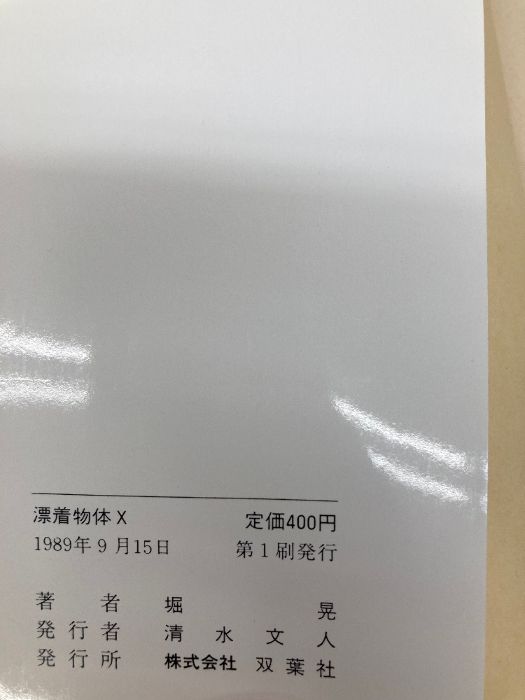 漂着物体X 定価400円
1989年9月15日 第1刷発行
著者 堀晃
発行者 清水文人
発行所 株式会社 双葉社